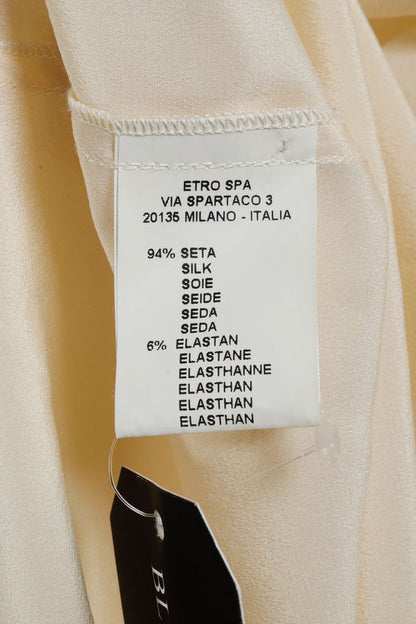 ETRO SPA
VIA SPARTACO 3
20135 MILANO - ITALIA
94% SETA
SILK
SOIE
SEIDE
SEDA
SEDA
6% ELASTAN
ELASTANE
ELASTHANNE
ELASTHAN
ELASTHAN
ELASTHAN